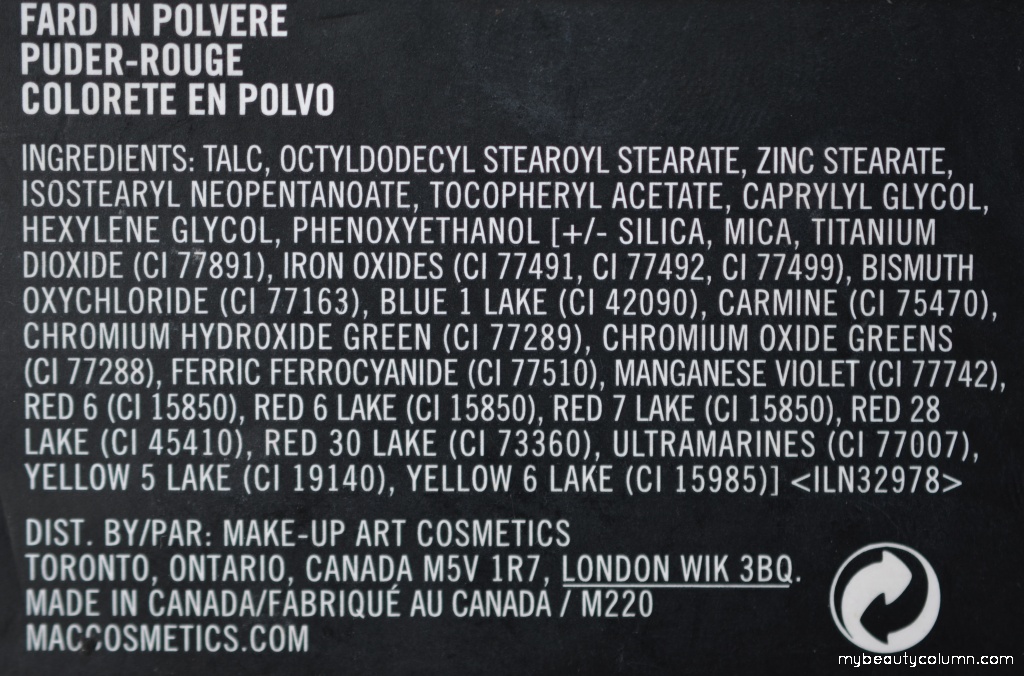 FARD IN POLVERE
PUDER-ROUGE
COLORETE EN POLVO
INGREDIENTS: TALC, OCTYLDODECYL STEAROYL STEARATE, ZINC STEARATE,
ISOSTEARYL NEOPENTANOATE, TOCOPHERYL ACETATE, CAPRYLYL GLYCOL,
HEXYLENE GLYCOL, PHENOXYETHANOL [+/- SILICA, MICA, TITANIUM
DIOXIDE (CI 77891), IRON OXIDES (CI 77491, CI 77492, CI 77499), BISMUTH
OXYCHLORIDE (CI 77163), BLUE 1 LAKE (CI 42090), CARMINE (CI 75470),
CHROMIUM HYDROXIDE GREEN (CI 77289), CHROMIUM OXIDE GREENS
(CI 77288), FERRIC FERROCYANIDE (CI 77510), MANGANESE VIOLET (CI 77742),
RED 6 (CI 15850), RED 6 LAKE (CI 15850), RED 7 LAKE (CI 15850), RED 28
LAKE (CI 45410), RED 30 LAKE (CI 73360), ULTRAMARINES (CI 77007),
YELLOW 5 LAKE (CI 19140), YELLOW 6 LAKE (CI 15985)] <ILN32978>
DIST. BY/PAR: MAKE-UP ART COSMETICS
TORONTO, ONTARIO, CANADA M5V 1R7, LONDON WIK 3BQ.
MADE IN CANADA/FABRIQUÉ AU CANADA / M220
MACCOSMETICS.COM
mybeautycolumn.com